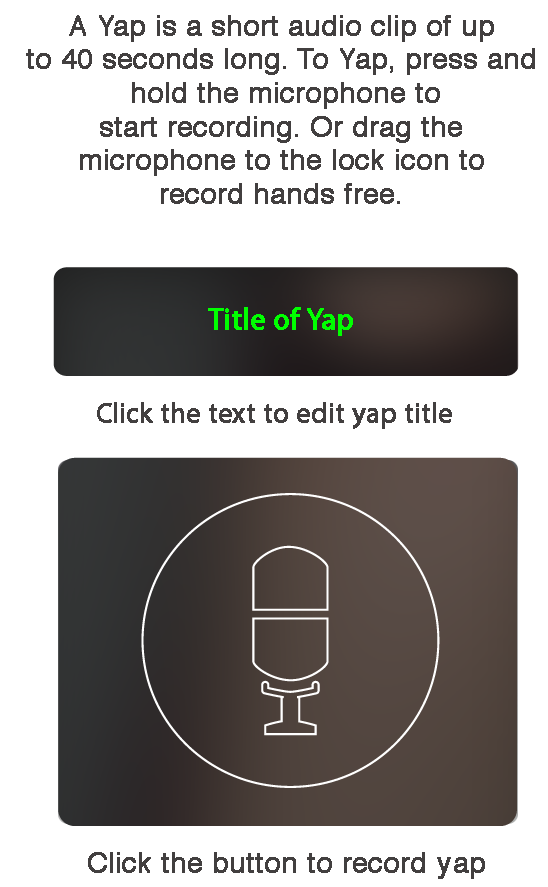 A Yap is a short audio clip of up
to 40 seconds long. To Yap, press and
hold the microphone to
start recording. Or drag the
microphone to the lock icon to
record hands free.
Title of Yap
Click the text to edit yap title
Click the button to record yap